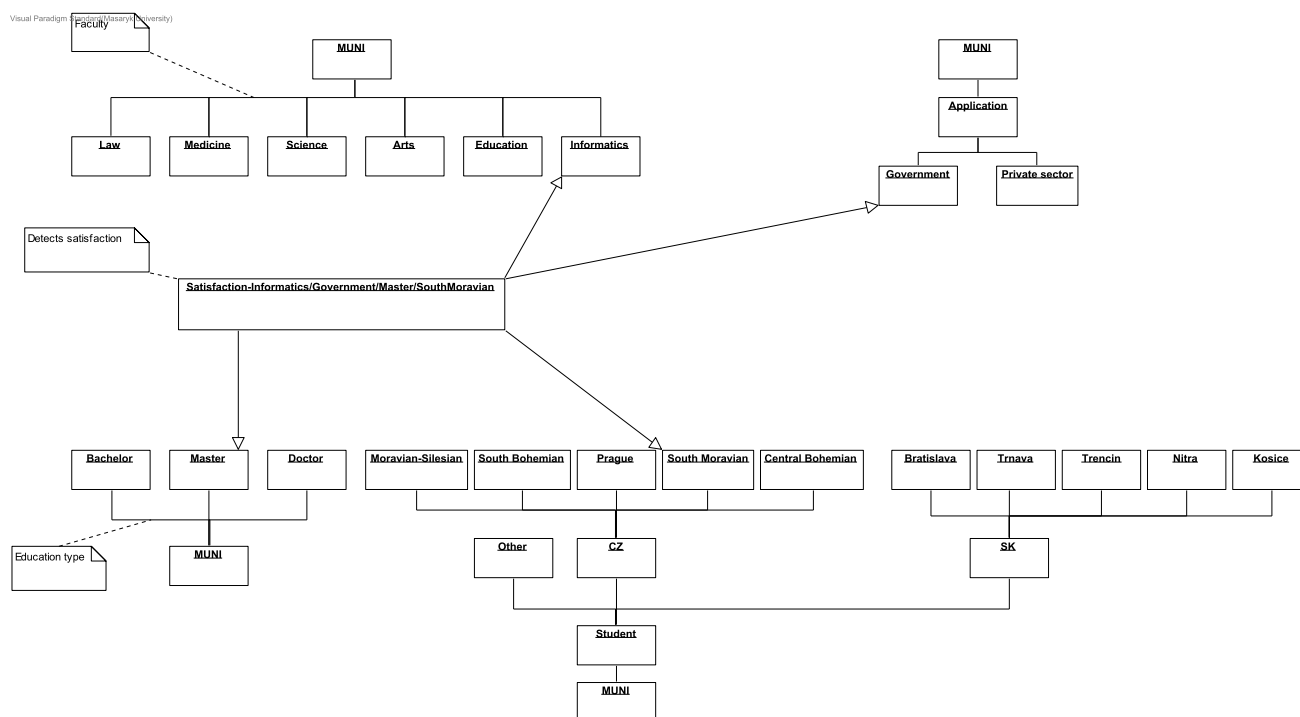 Visual Paradigm Standard(Masaryk University)
Faculty
MUNI
MUNI
Application
Law
Medicine
Science
Arts
Education
Informatics
Government
Private sector
Detects satisfaction
Satisfaction-Informatics/Government/Master/SouthMoravian
Bachelor
Master
Doctor
Moravian-Silesian
South Bohemian
Prague
South Moravian
Central Bohemian
Bratislava
Trnava
Trencin
Nitra
Kosice
Education type
MUNI
Other
CZ
SK
Student
MUNI